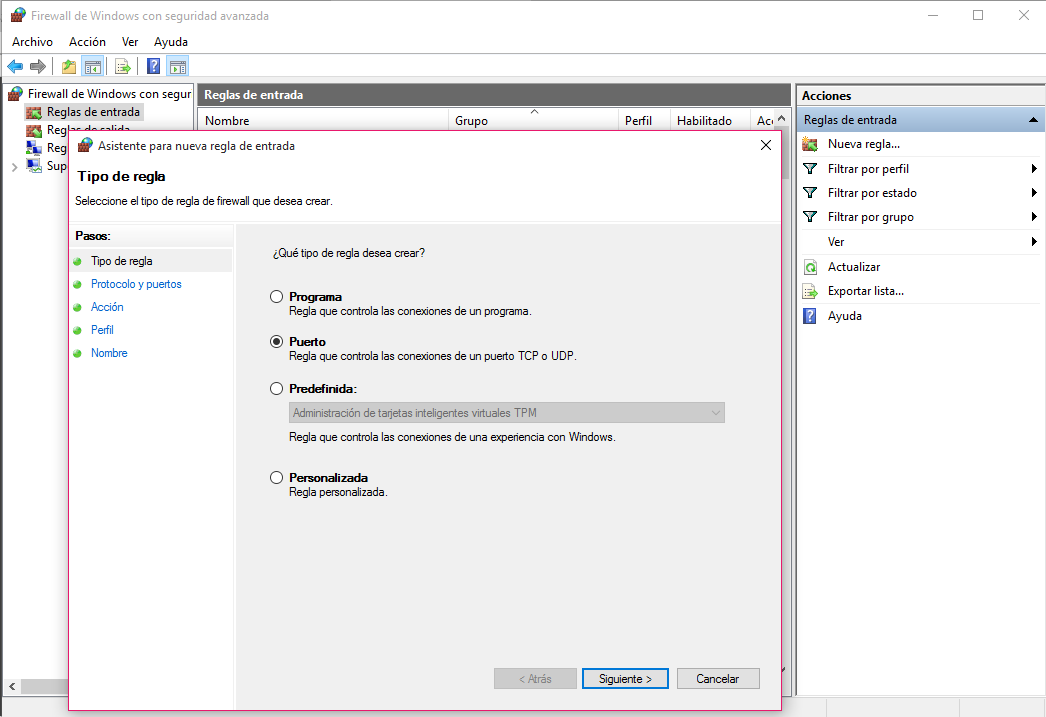 Firewall de Windows con seguridad avanzada
Archivo Acción Ver Ayuda
Firewall de Windows con segur
Reglas de entrada
Reglas de salida
Reg
Sup
Reglas de entrada
Nombre Grupo Perfil Habilitado Acc
Asistente para nueva regla de entrada
Tipo de regla
Seleccione el tipo de regla de firewall que desea crear.
Pasos:
Tipo de regla
Protocolo y puertos
Acción
Perfil
Nombre
¿Qué tipo de regla desea crear?
Programa
Regla que controla las conexiones de un programa.
Puerto
Regla que controla las conexiones de un puerto TCP o UDP.
Predefinida:
Administración de tarjetas inteligentes virtuales TPM
Regla que controla las conexiones de una experiencia con Windows.
Personalizada
Regla personalizada.
< Atrás Siguiente > Cancelar
Acciones
Reglas de entrada
Nueva regla...
Filtrar por perfil
Filtrar por estado
Filtrar por grupo
Ver
Actualizar
Exportar lista...
Ayuda